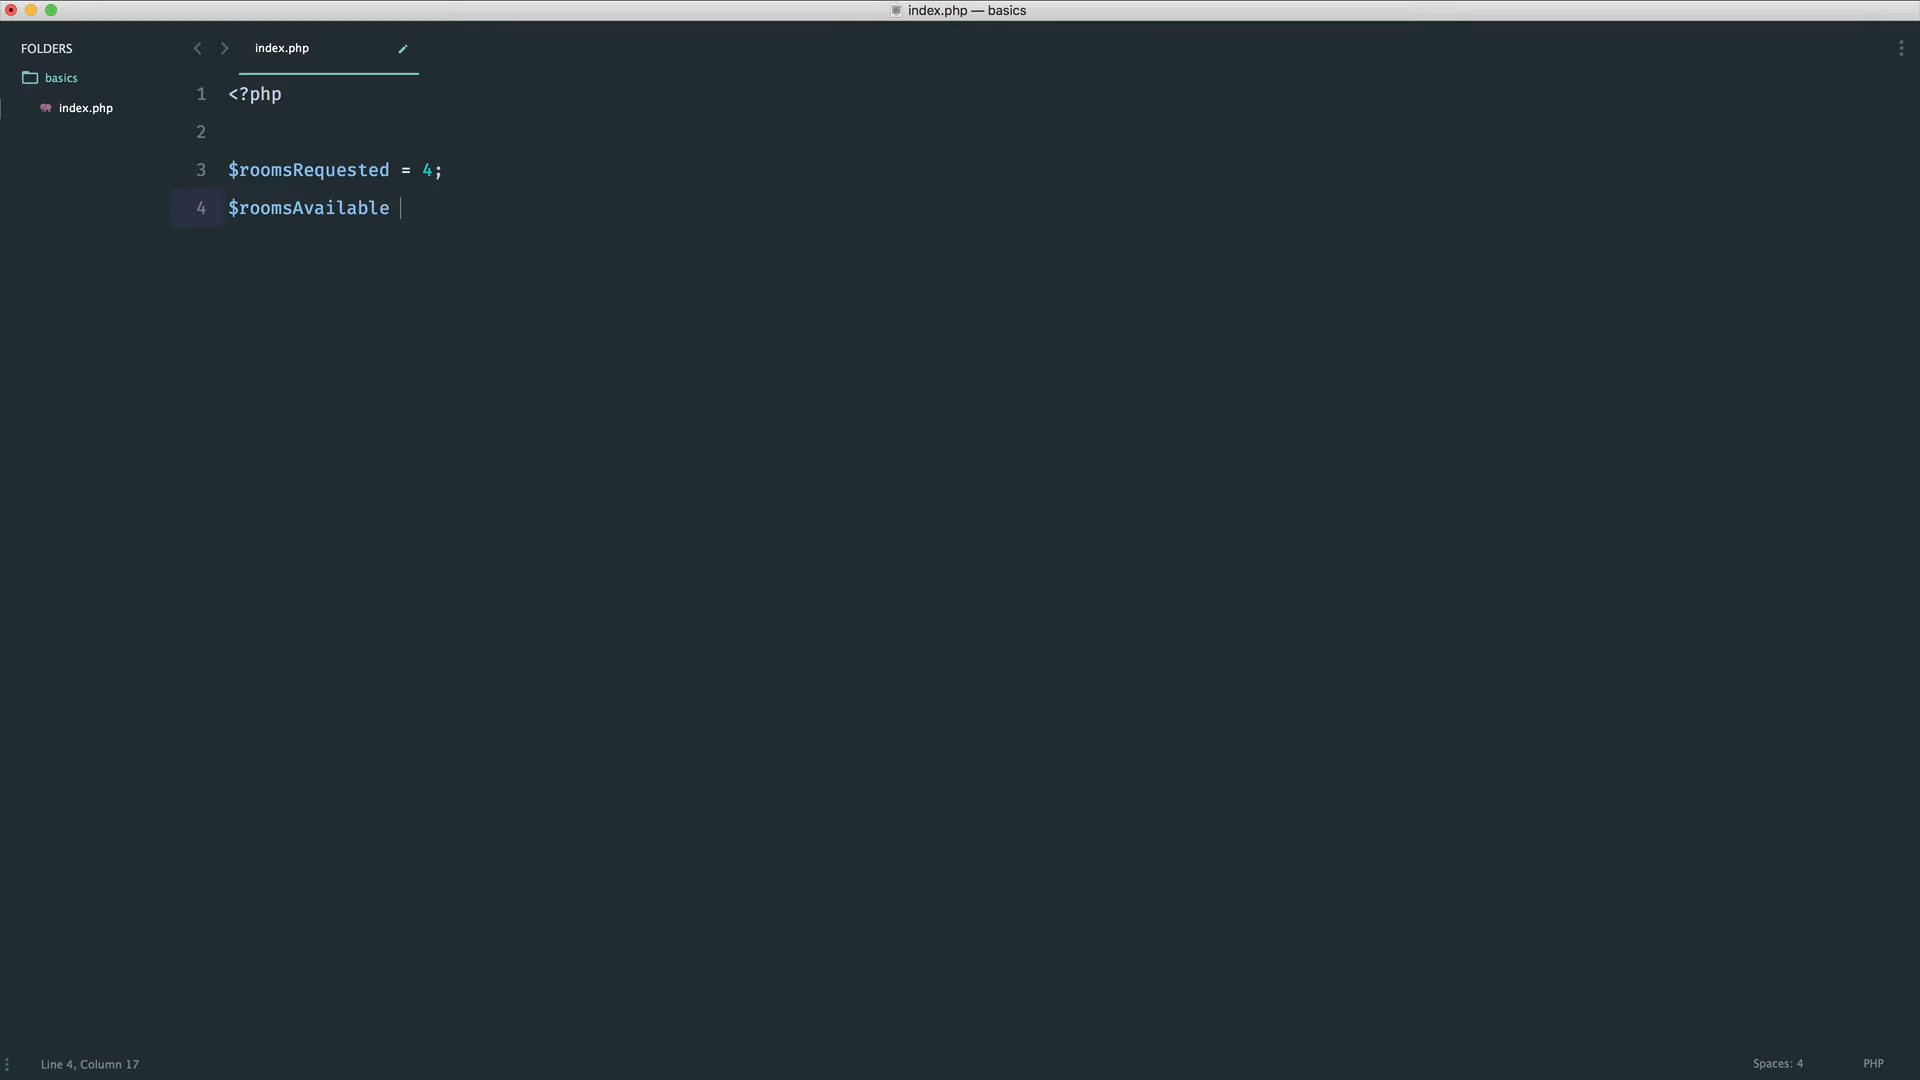 index.php — basics
FOLDERS
basics
index.php
index.php
1 <?php
2
3 $roomsRequested = 4;
4 $roomsAvailable
Line 4, Column 17
Spaces: 4
PHP